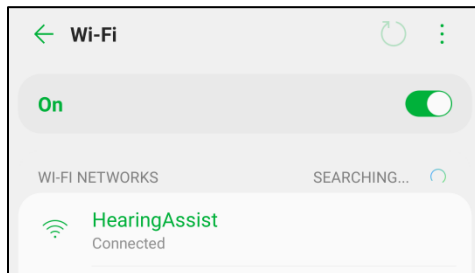 Wi-Fi
On
WI-FI NETWORKS SEARCHING...
HearingAssist
Connected